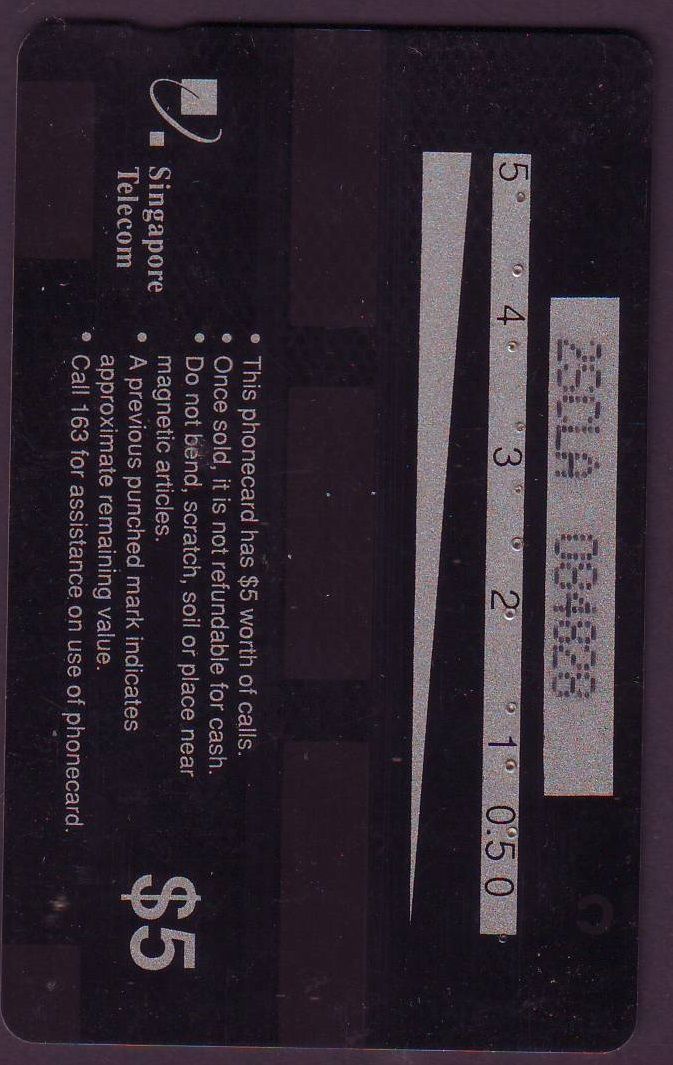 2SCCLA 084828
5 4 3 2 1 0.5 0
• This phonecard has $5 worth of calls.
• Once sold, it is not refundable for cash.
• Do not bend, scratch, soil or place near
magnetic articles.
• A previous punched mark indicates
approximate remaining value.
• Call 163 for assistance on use of phonecard.
Singapore
Telecom
$5